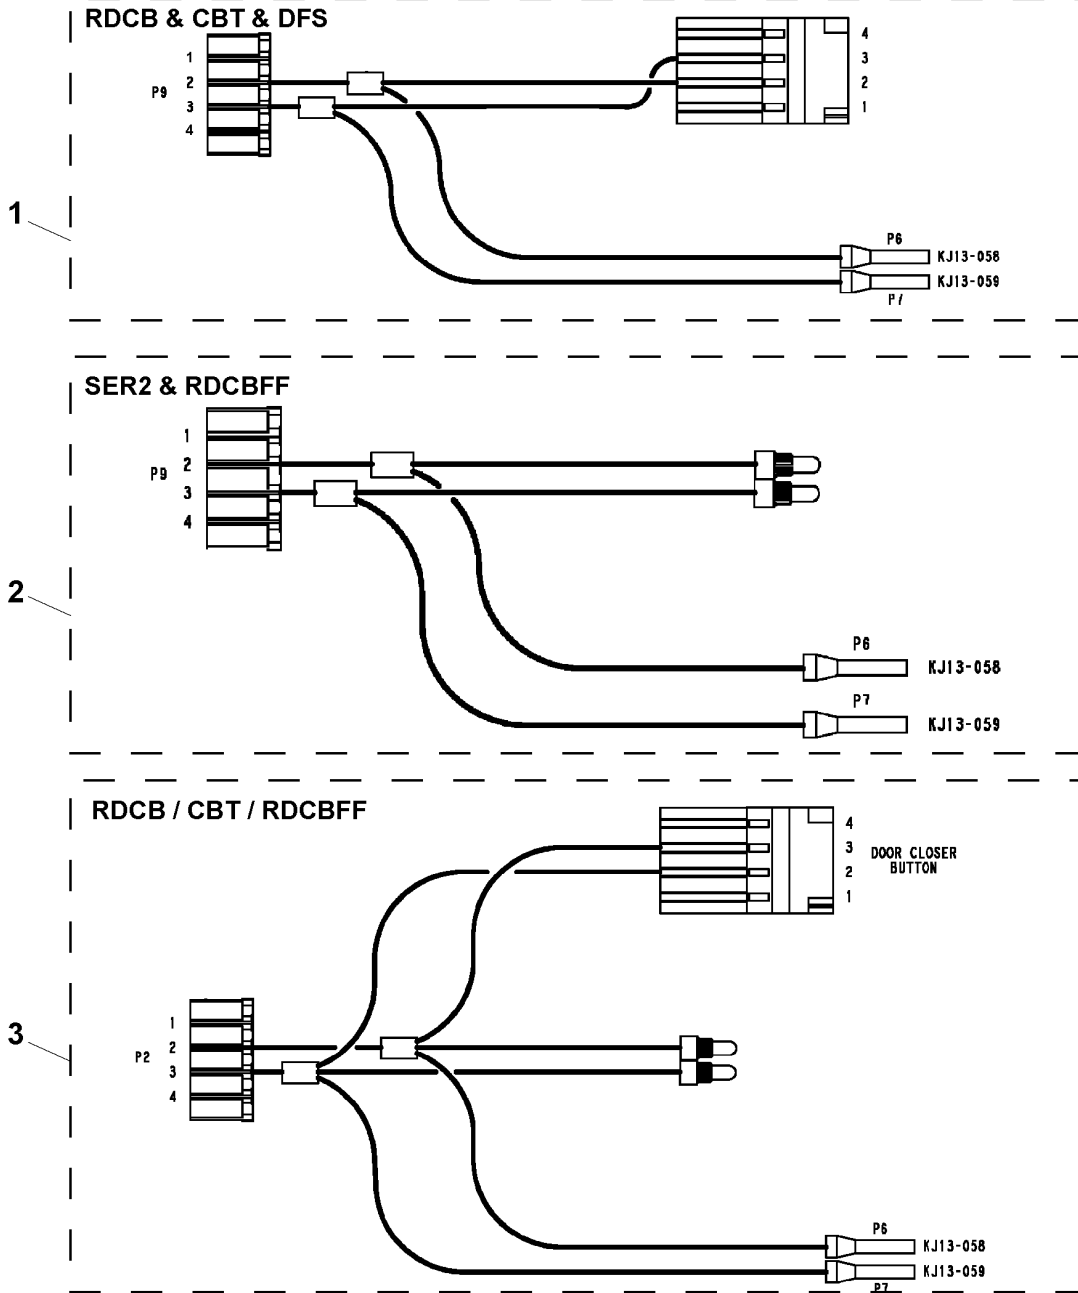 RDCB & CBT & DFS
1
2
P9
3
4
4
3
2
1
1
P6
KJ13-058
KJ13-059
P7
SER2 & RDCBFF
1
P9
2
3
4
2
P6
KJ13-058
P7
KJ13-059
RDCB / CBT / RDCBFF
4
3
DOOR CLOSER
BUTTON
2
1
1
2
P2
3
4
3
P6
KJ13-058
KJ13-059
P7